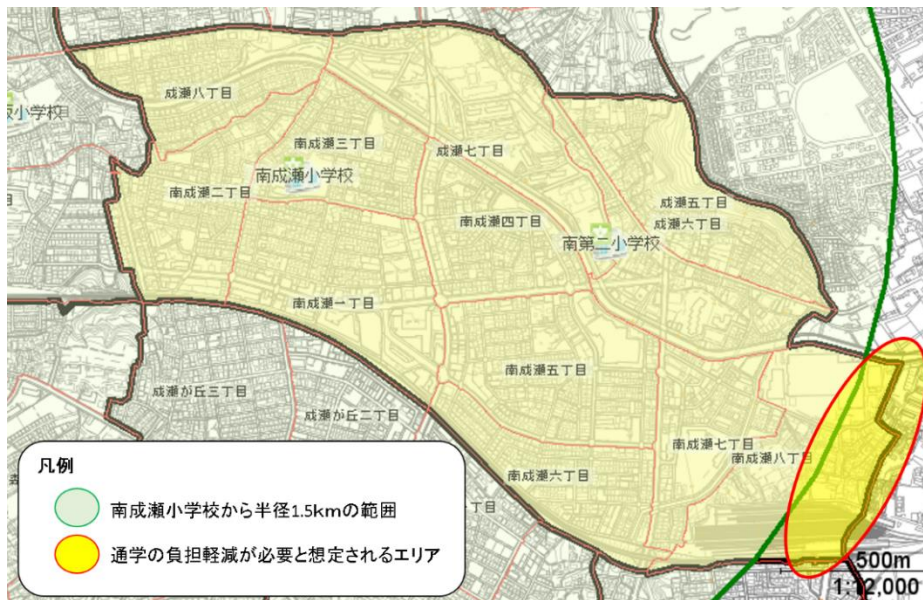 成瀬八丁目
坂小学校
南成瀬三丁目
成瀬七丁目
南成瀬小学校
南成瀬二丁目
成瀬五丁目
南成瀬四丁目
成瀬六丁目
南第二小学校
南成瀬一丁目
南成瀬五丁目
成瀬が丘三丁目
成瀬が丘二丁目
南成瀬七丁目
南成瀬八丁目
南成瀬六丁目
凡例
南成瀬小学校から半径1.5kmの範囲
通学の負担軽減が必要と想定されるエリア
500m
1:12,000